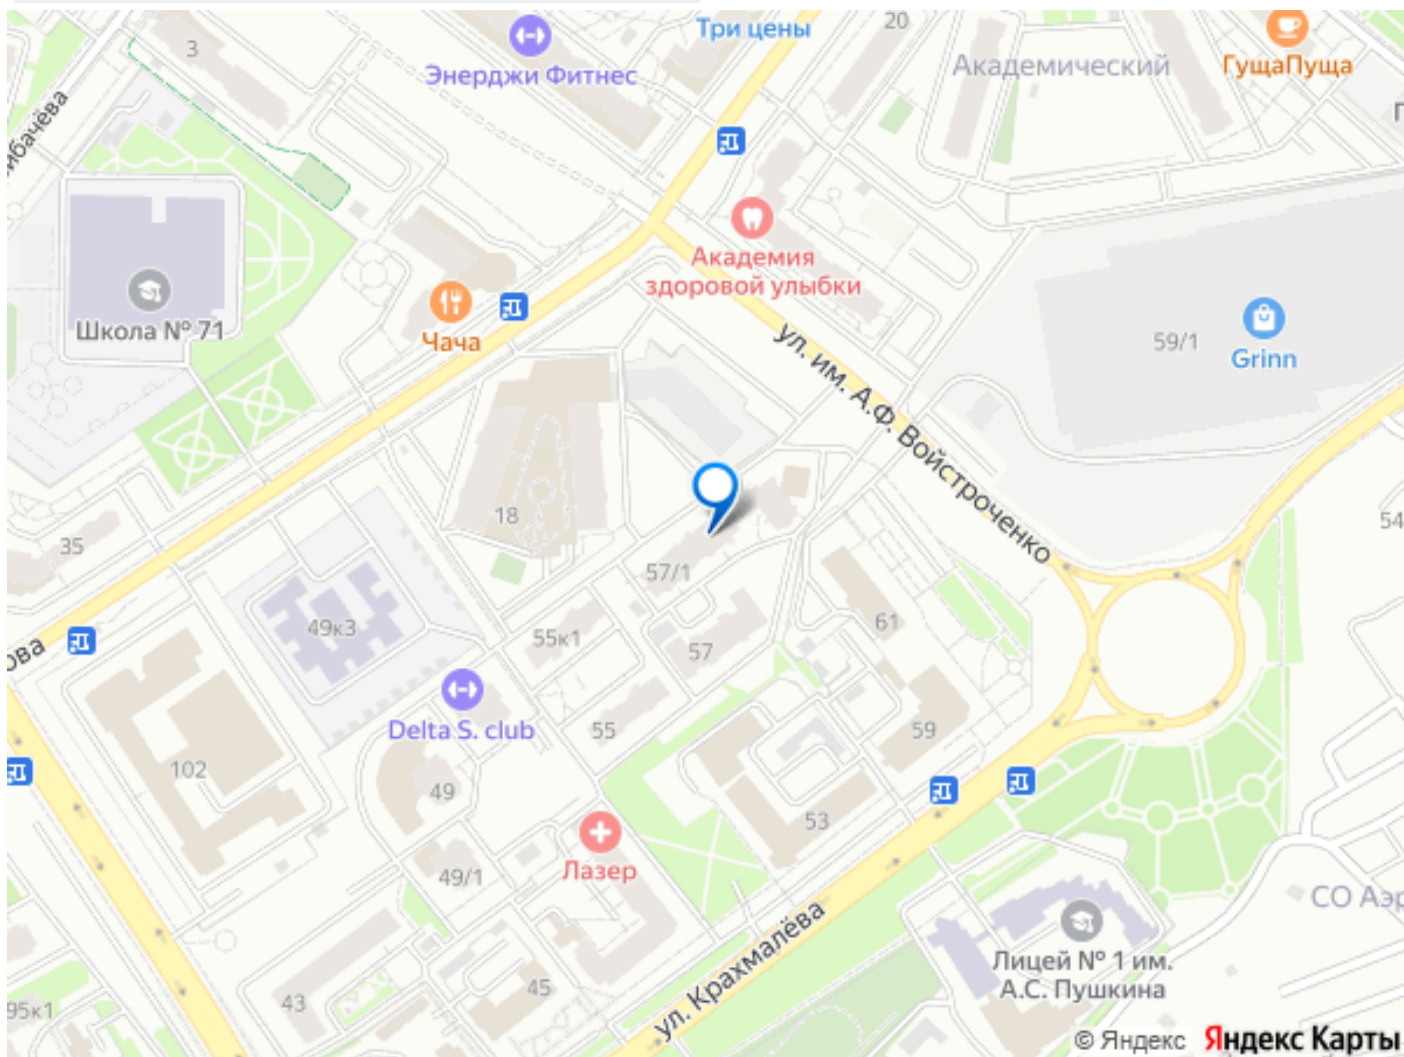 Три цены
20
3
Энерджи Фитнес
Академический
ГущаПуща
Академия
здоровой улыбки
Школа № 71
Чача
59/1
Grinn
ул. им. А.Ф. Войстроченко
18
54
35
57/1
49к3
55к1
57
61
Delta S. club
55
59
102
49
53
Лазер
49/1
СО Аэр
ул. Крахмалёва
Лицей № 1 им.
А.С. Пушкина
45
43
95к1
© Яндекс Яндекс Карты